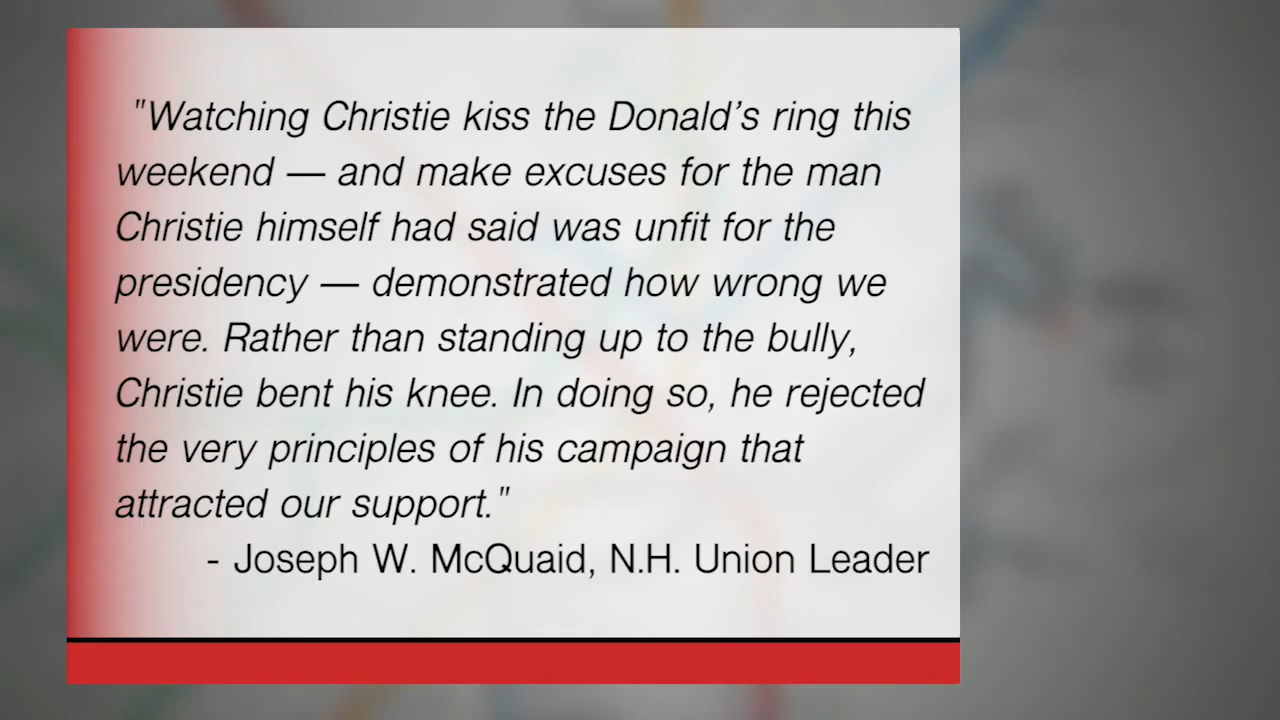 "Watching Christie kiss the Donald’s ring this
weekend — and make excuses for the man
Christie himself had said was unfit for the
presidency — demonstrated how wrong we
were. Rather than standing up to the bully,
Christie bent his knee. In doing so, he rejected
the very principles of his campaign that
attracted our support."
- Joseph W. McQuaid, N.H. Union Leader